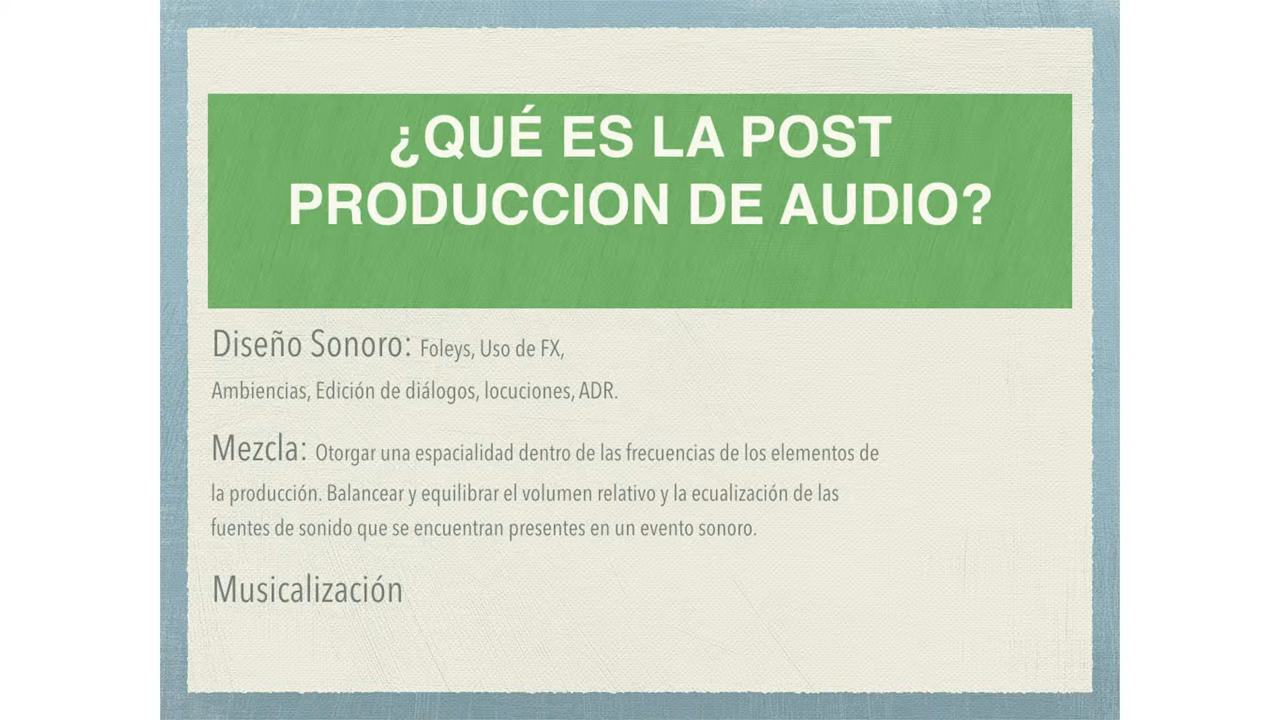 ¿QUÉ ES LA POST
PRODUCCION DE AUDIO?
Diseño Sonoro: Foleys, Uso de FX,
Ambiencias, Edición de diálogos, locuciones, ADR.
Mezcla: Otorgar una espacialidad dentro de las frecuencias de los elementos de
la producción. Balancear y equilibrar el volumen relativo y la ecualización de las
fuentes de sonido que se encuentran presentes en un evento sonoro.
Musicalización